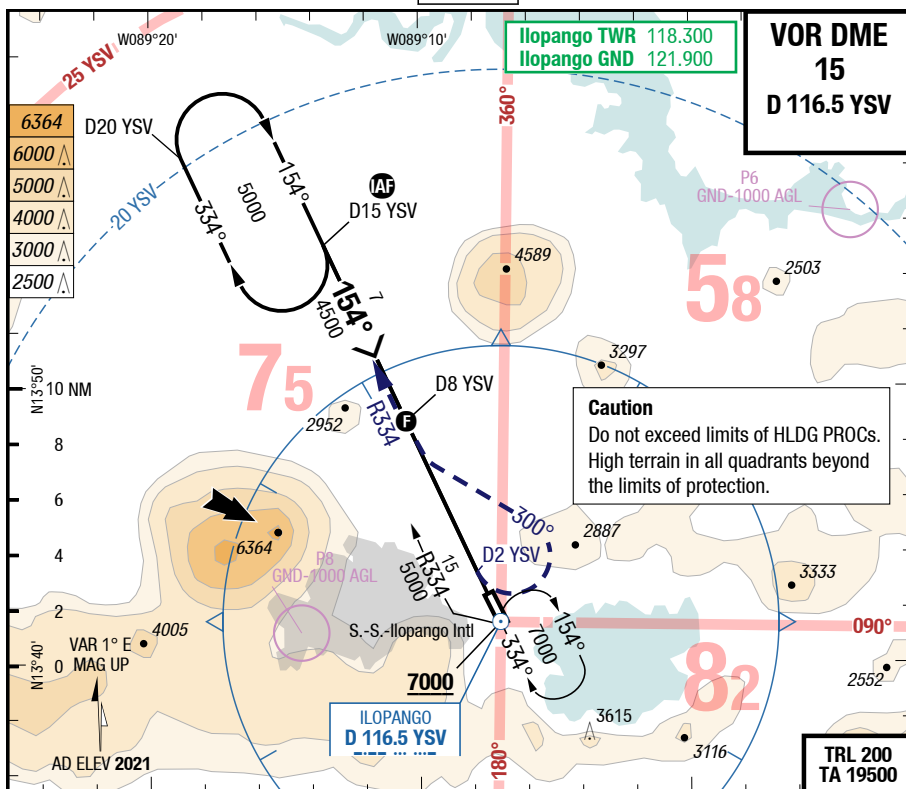 W089°20'
W089°10'
Ilopango TWR 118.300
Ilopango GND 121.900
VOR DME
15
D 116.5 YSV
25 YSV
6364
6000
5000
4000
3000
2500
D20 YSV
20 YSV
154°
5000
334°
IAF
D15 YSV
360°
P6
GND-1000 AGL
4589
2503
58
7
154°
4500
75
3297
N13°50'
10 NM
8
6
4
2
0
D8 YSV
F
R334
2952
Caution
Do not exceed limits of HLDG PROCs.
High terrain in all quadrants beyond
the limits of protection.
300°
2887
6364
P8
GND-1000 AGL
D2 YSV
15
R334
5000
3333
S.-S.-Ilopango Intl
154°
7000
334°
090°
4005
VAR 1° E
MAG UP
N13°40'
7000
82
2552
ILOPANGO
D 116.5 YSV
3615
3116
180°
AD ELEV 2021
TRL 200
TA 19500